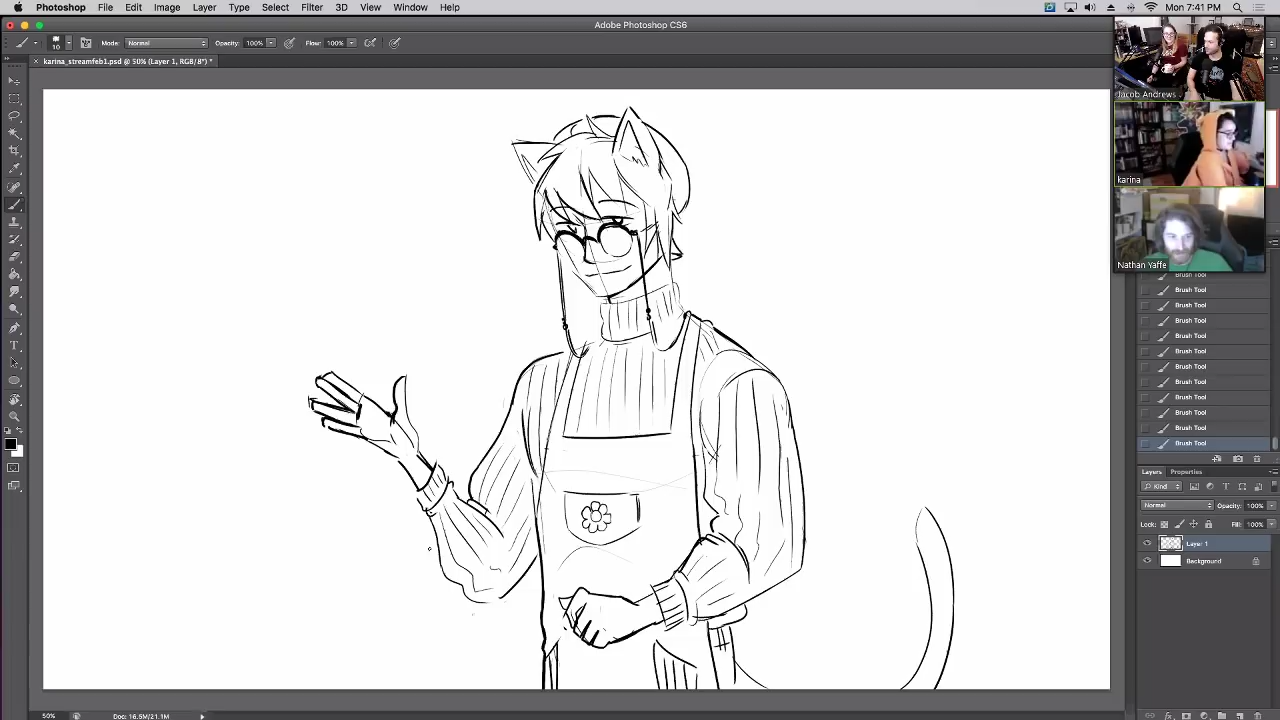 Photoshop File Edit Image Layer Type Select Filter 3D View Window Help Mon 7:41 PM
Adobe Photoshop CS6
10 Mode: Normal Opacity: 100% Flow: 100%
× karina_streamfeb1.psd @ 50% (Layer 1, RGB/8*) *
Jacob Andrews
karina
Nathan Yaffe
Brush Tool
Brush Tool
Brush Tool
Brush Tool
Brush Tool
Brush Tool
Brush Tool
Brush Tool
Brush Tool
Brush Tool
Brush Tool
Brush Tool
Layers Properties
Kind
Normal Opacity: 100%
Lock: Fill: 100%
Layer 1
Background
50% Doc: 16.5M/21.1M